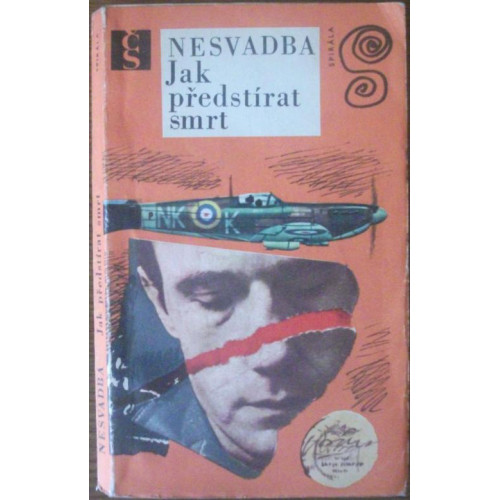 čs
NESVADBA
Jak
předstírat
smrt
SPIRÁLA
NK K
NESVADBA Jak předstírat smrt